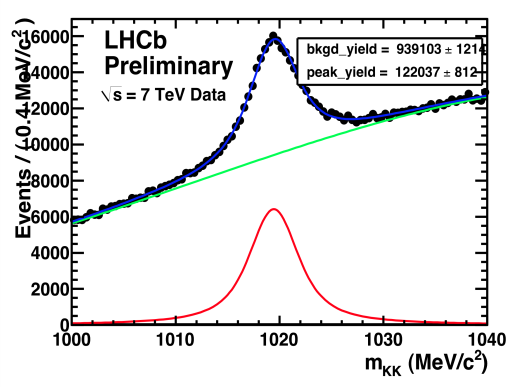 16000
14000
12000
10000
8000
6000
4000
2000
0
Events / ( 0.4 MeV/c²)
LHCb
Preliminary
√s = 7 TeV Data
bkgd_yield = 939103 ± 1214
peak_yield = 122037 ± 812
1000 1010 1020 1030 1040
m_KK (MeV/c²)